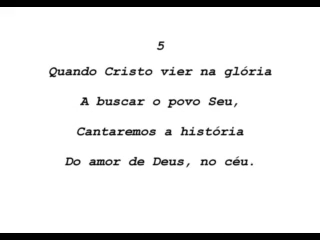 5
Quando Cristo vier na glória
A buscar o povo Seu,
Cantaremos a história
Do amor de Deus, no céu.